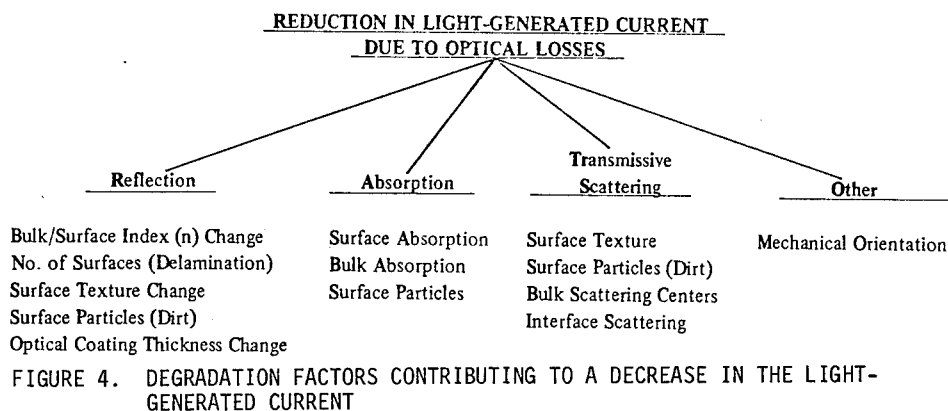 REDUCTION IN LIGHT-GENERATED CURRENT
DUE TO OPTICAL LOSSES
Reflection
Bulk/Surface Index (n) Change
No. of Surfaces (Delamination)
Surface Texture Change
Surface Particles (Dirt)
Optical Coating Thickness Change
Absorption
Surface Absorption
Bulk Absorption
Surface Particles
Transmissive
Scattering
Surface Texture
Surface Particles (Dirt)
Bulk Scattering Centers
Interface Scattering
Other
Mechanical Orientation
FIGURE 4. DEGRADATION FACTORS CONTRIBUTING TO A DECREASE IN THE LIGHT-
GENERATED CURRENT